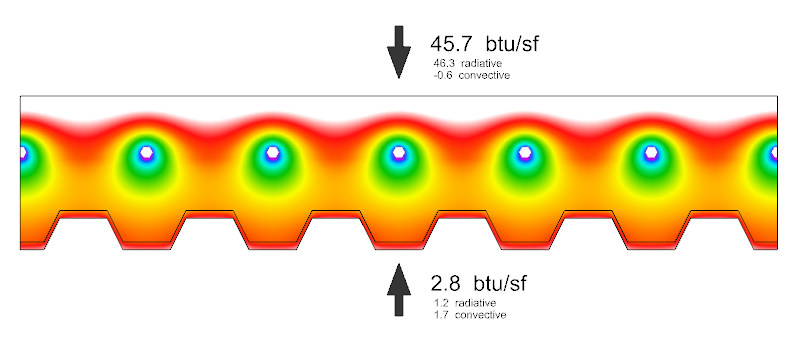 45.7 btu/sf
46.3 radiative
-0.6 convective
2.8 btu/sf
1.2 radiative
1.7 convective